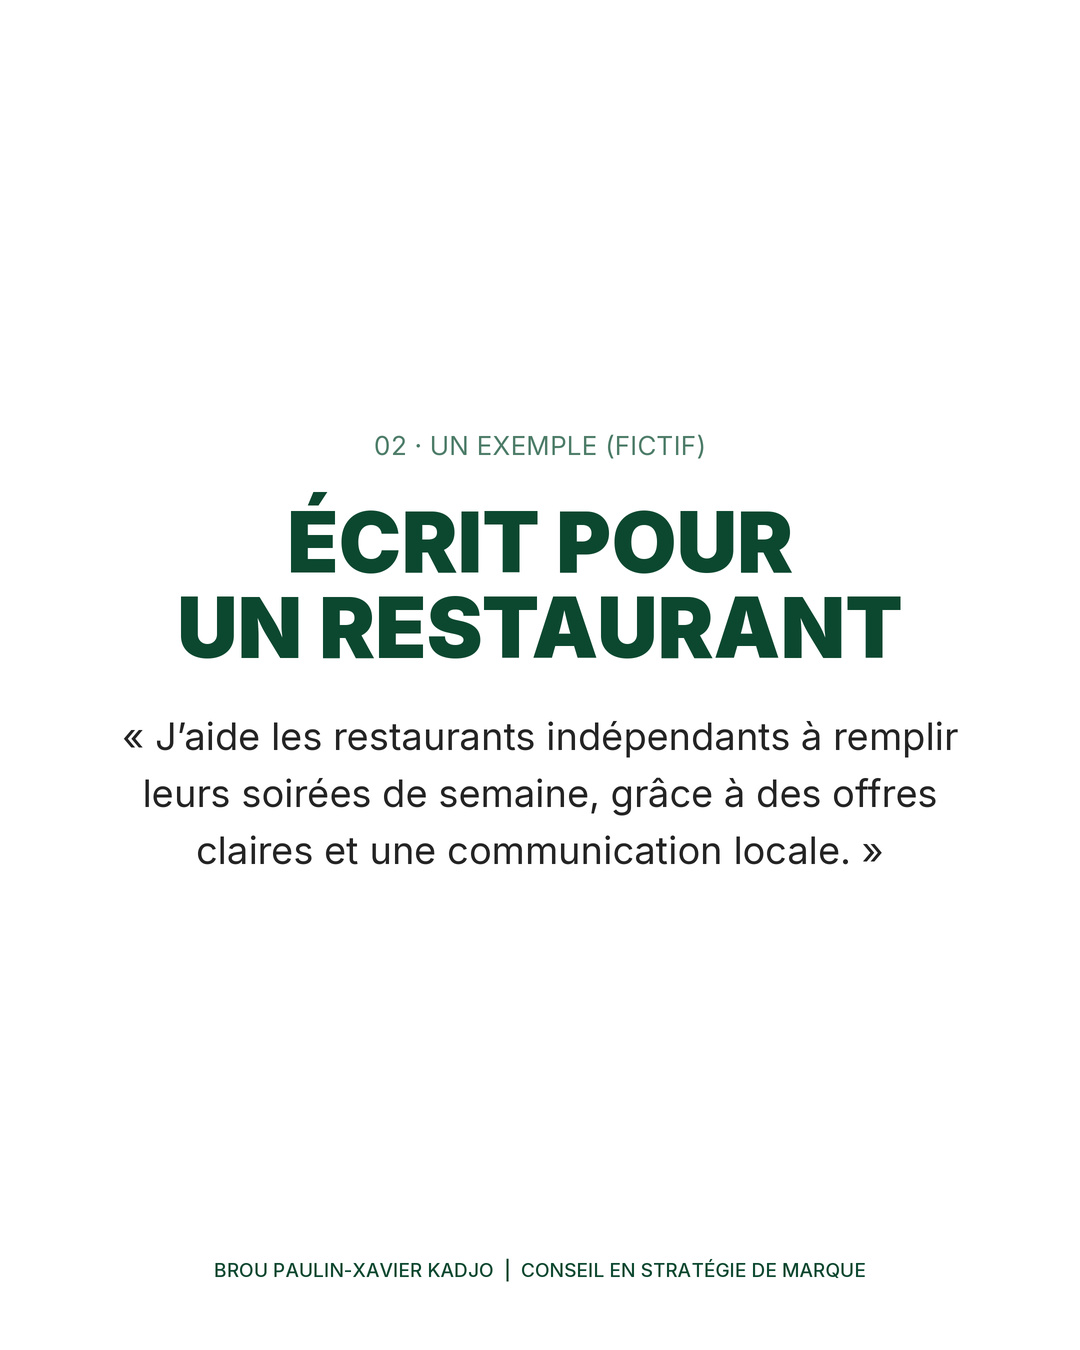 02 · UN EXEMPLE (FICTIF)
ÉCRIT POUR
UN RESTAURANT
« J’aide les restaurants indépendants à remplir
leurs soirées de semaine, grâce à des offres
claires et une communication locale. »
BROU PAULIN-XAVIER KADJO | CONSEIL EN STRATÉGIE DE MARQUE